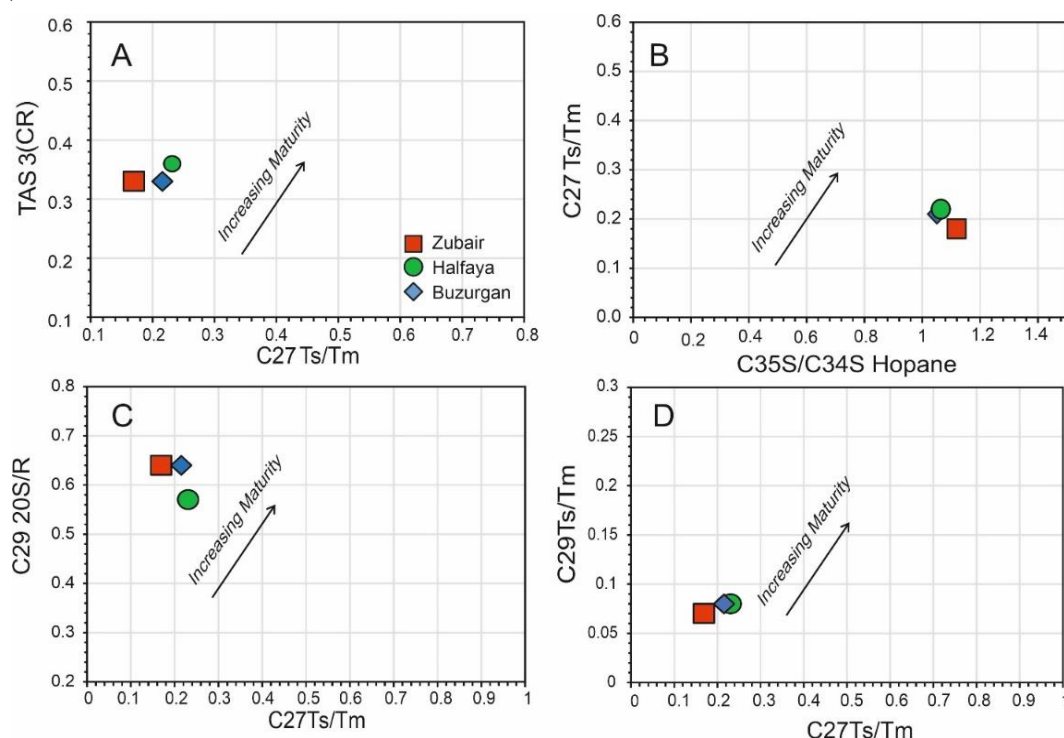 A
TAS 3(CR)
0.6
0.5
0.4
0.3
0.2
0.1
Increasing Maturity
Zubair
Halfaya
Buzurgan
0.1 0.2 0.3 0.4 0.5 0.6 0.7 0.8
C27 Ts/Tm
B
C27 Ts/Tm
0.6
0.5
0.4
0.3
0.2
0.1
0.0
Increasing Maturity
0 0.2 0.4 0.6 0.8 1.0 1.2 1.4
C35S/C34S Hopane
C
C29 20S/R
0.8
0.7
0.6
0.5
0.4
0.3
0.2
Increasing Maturity
0 0.1 0.2 0.3 0.4 0.5 0.6 0.7 0.8 0.9 1
C27Ts/Tm
D
C29Ts/Tm
0.3
0.25
0.2
0.15
0.1
0.05
0
Increasing Maturity
0 0.1 0.2 0.3 0.4 0.5 0.6 0.7 0.8 0.9 1
C27Ts/Tm